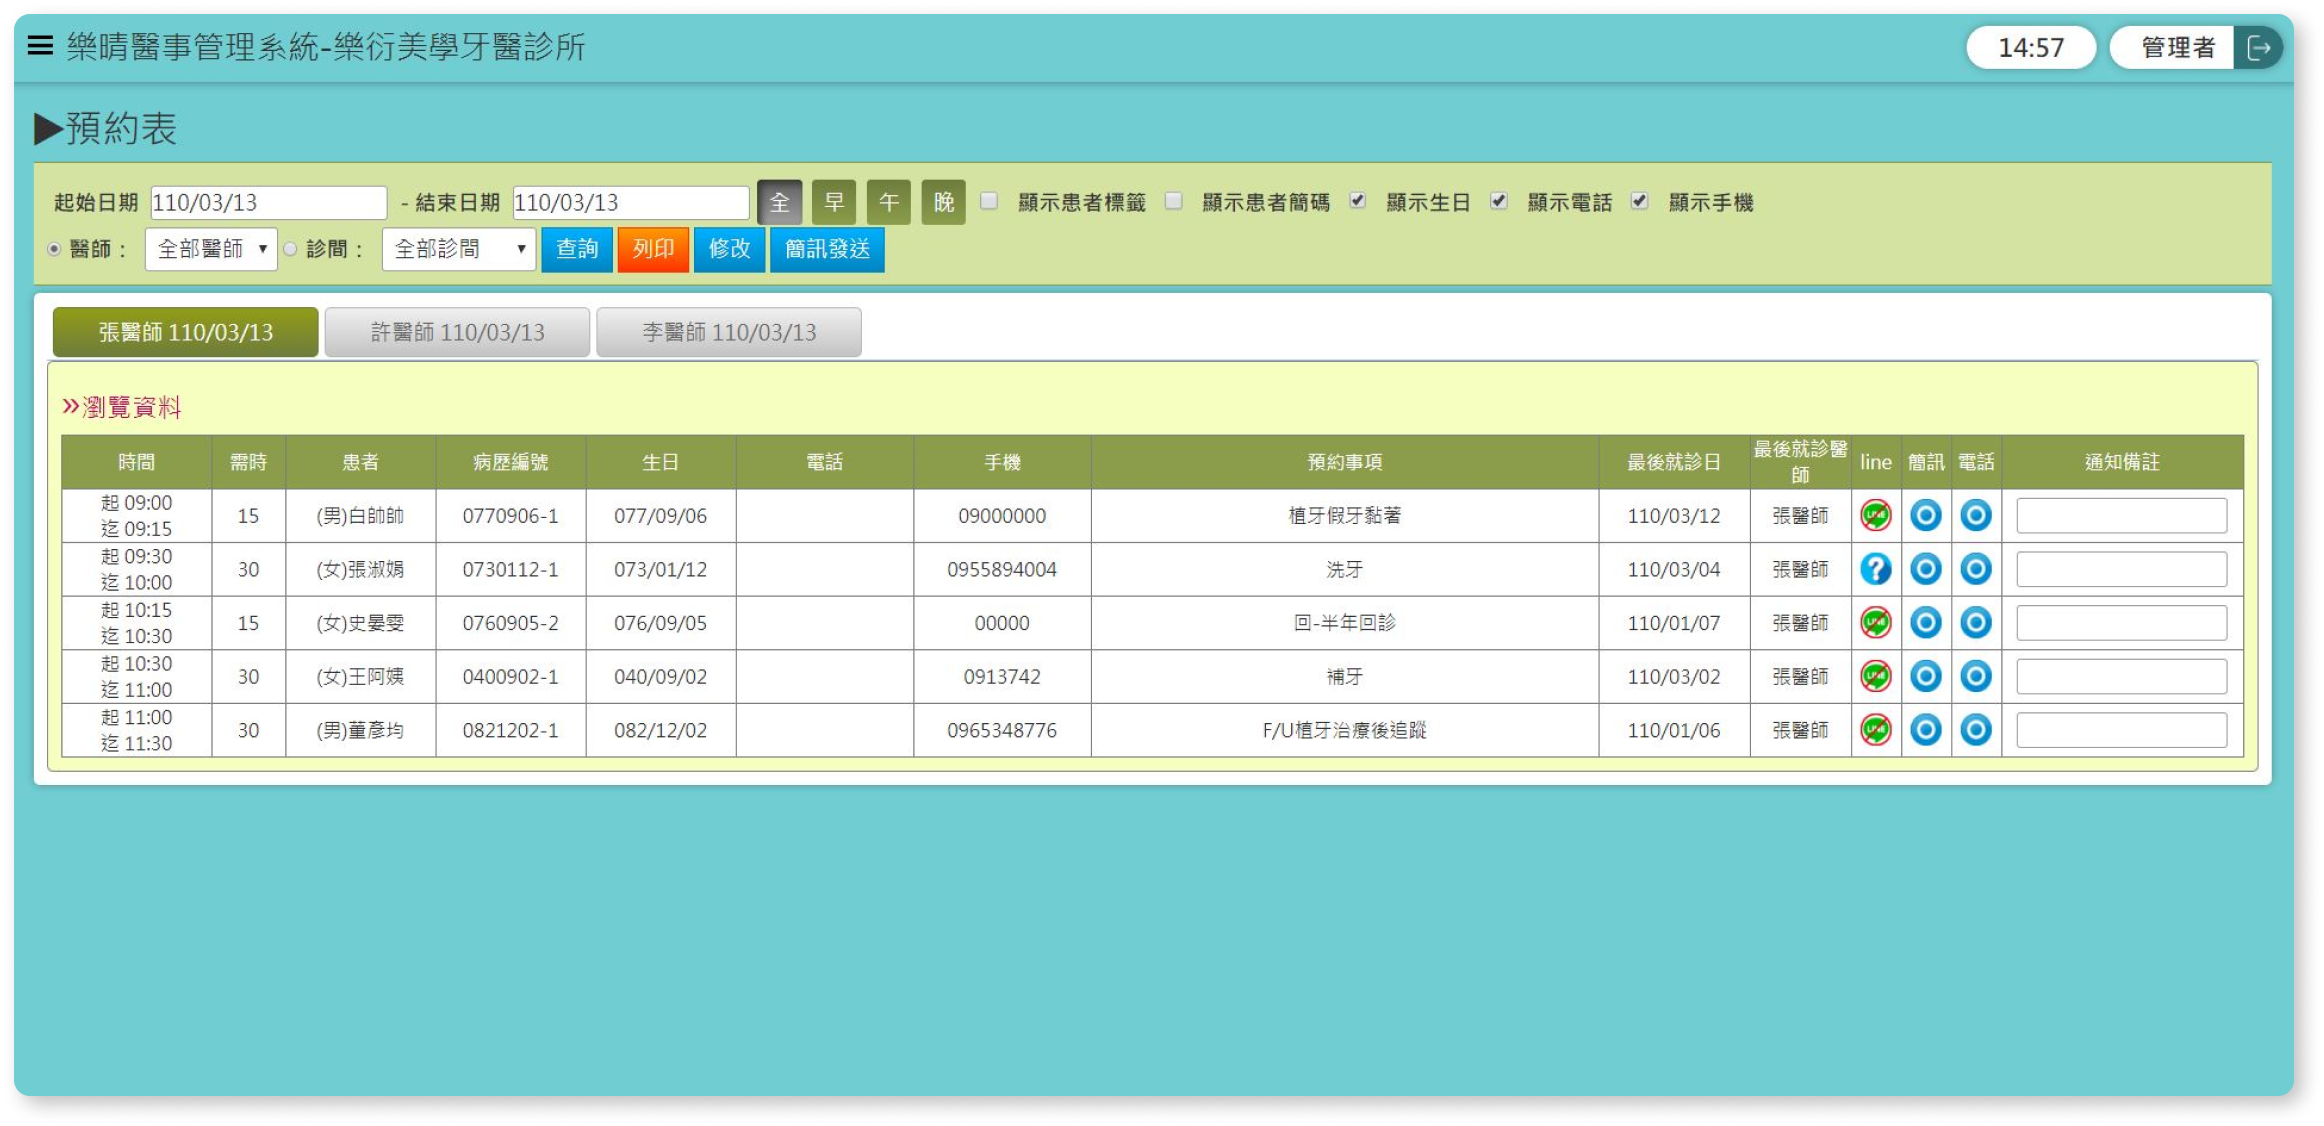 樂晴醫事管理系統-樂衍美學牙醫診所
14:57
管理者
預約表
起始日期 110/03/13 - 結束日期 110/03/13 全 早 午 晚 顯示患者標籤 顯示患者簡碼 顯示生日 顯示電話 顯示手機
醫師： 全部醫師 診間： 全部診間 查詢 列印 修改 簡訊發送
張醫師 110/03/13 許醫師 110/03/13 李醫師 110/03/13
»瀏覽資料
時間 需時 患者 病歷編號 生日 電話 手機 預約事項 最後就診日 最後就診醫師 line 簡訊 電話 通知備註
起 09:00
迄 09:15 15 (男)白帥帥 0770906-1 077/09/06 09000000 植牙假牙黏著 110/03/12 張醫師
起 09:30
迄 10:00 30 (女)張淑娟 0730112-1 073/01/12 0955894004 洗牙 110/03/04 張醫師
起 10:15
迄 10:30 15 (女)史晏雯 0760905-2 076/09/05 00000 回-半年回診 110/01/07 張醫師
起 10:30
迄 11:00 30 (女)王阿姨 0400902-1 040/09/02 0913742 補牙 110/03/02 張醫師
起 11:00
迄 11:30 30 (男)董彥均 0821202-1 082/12/02 0965348776 F/U植牙治療後追蹤 110/01/06 張醫師